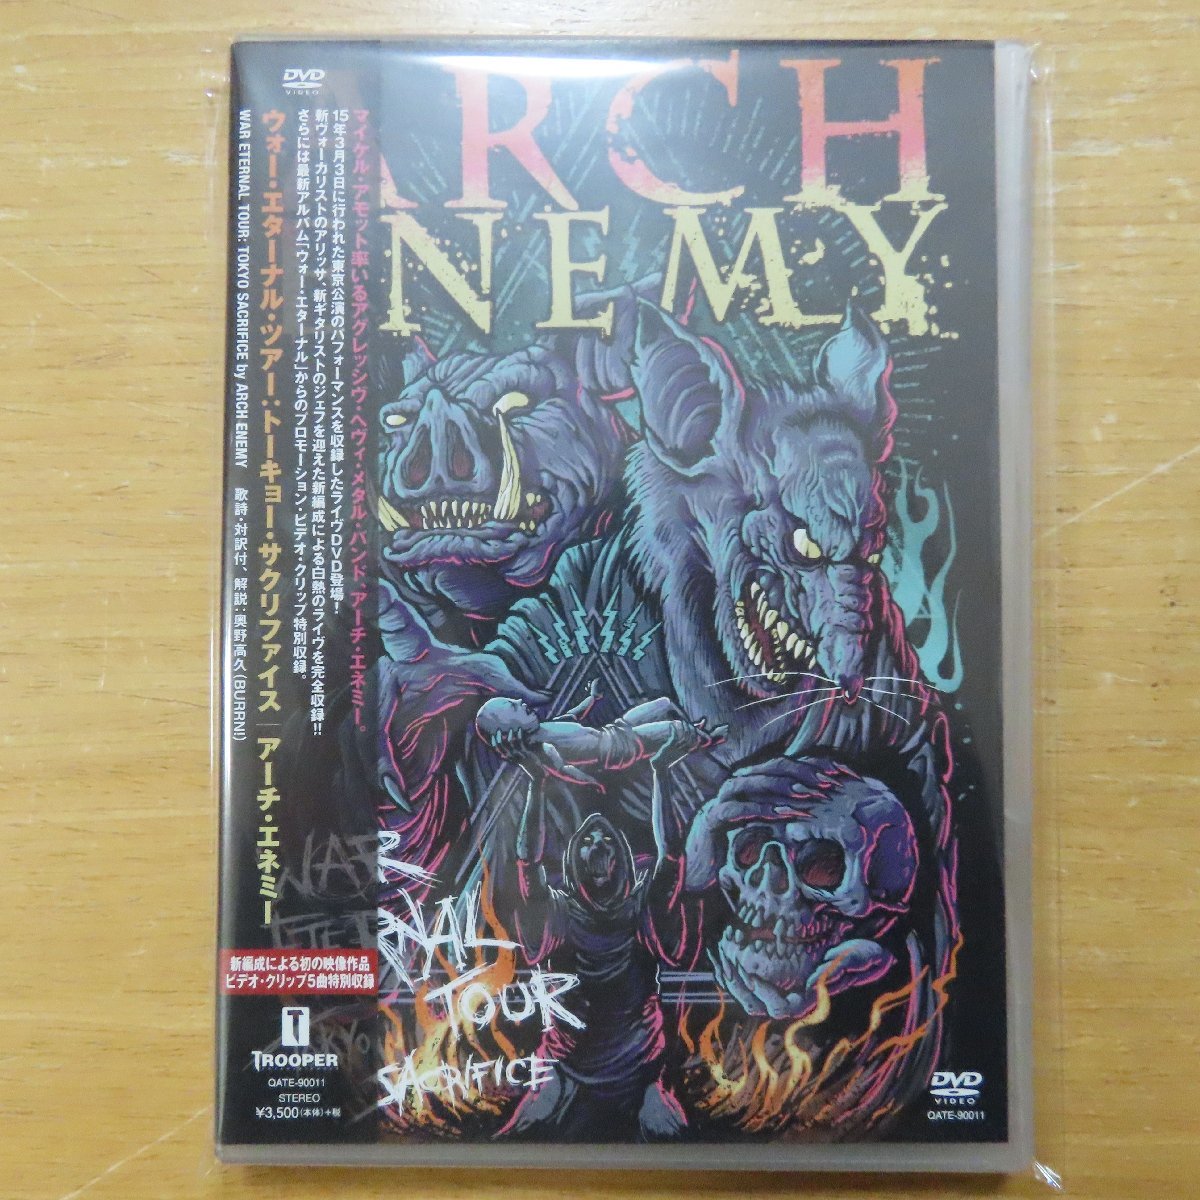 DVD
VIDEO
マイケル・アモット率いるアグレッシヴ・ヘヴィ・メタル・バンド、アーチ・エネミー。
15年3月3日に行われた東京公演のパフォーマンスを収録したライヴDVD登場!
新ヴォーカリストのアリッサ、新ギタリストのジェフを迎えた新編成による白熱のライヴを完全収録!!
さらには最新アルバム「ウォー・エターナル」からのプロモーション・ビデオ・クリップ特別収録。
ウォー・エターナル・ツアー:トーキョー・サクリファイス|アーチ・エネミー
WAR ETERNAL TOUR: TOKYO SACRIFICE by ARCH ENEMY 歌詩・対訳付、解説:奥野高久(BURRN!)
新編成による初の映像作品
ビデオ・クリップ5曲特別収録
T
TROOPER
QATE-90011
STEREO
¥3,500(本体)+税
ARCH
ENEMY
WAR
ETERNAL
TOUR
TOKYO
SACRIFICE
DVD
VIDEO
QATE-90011